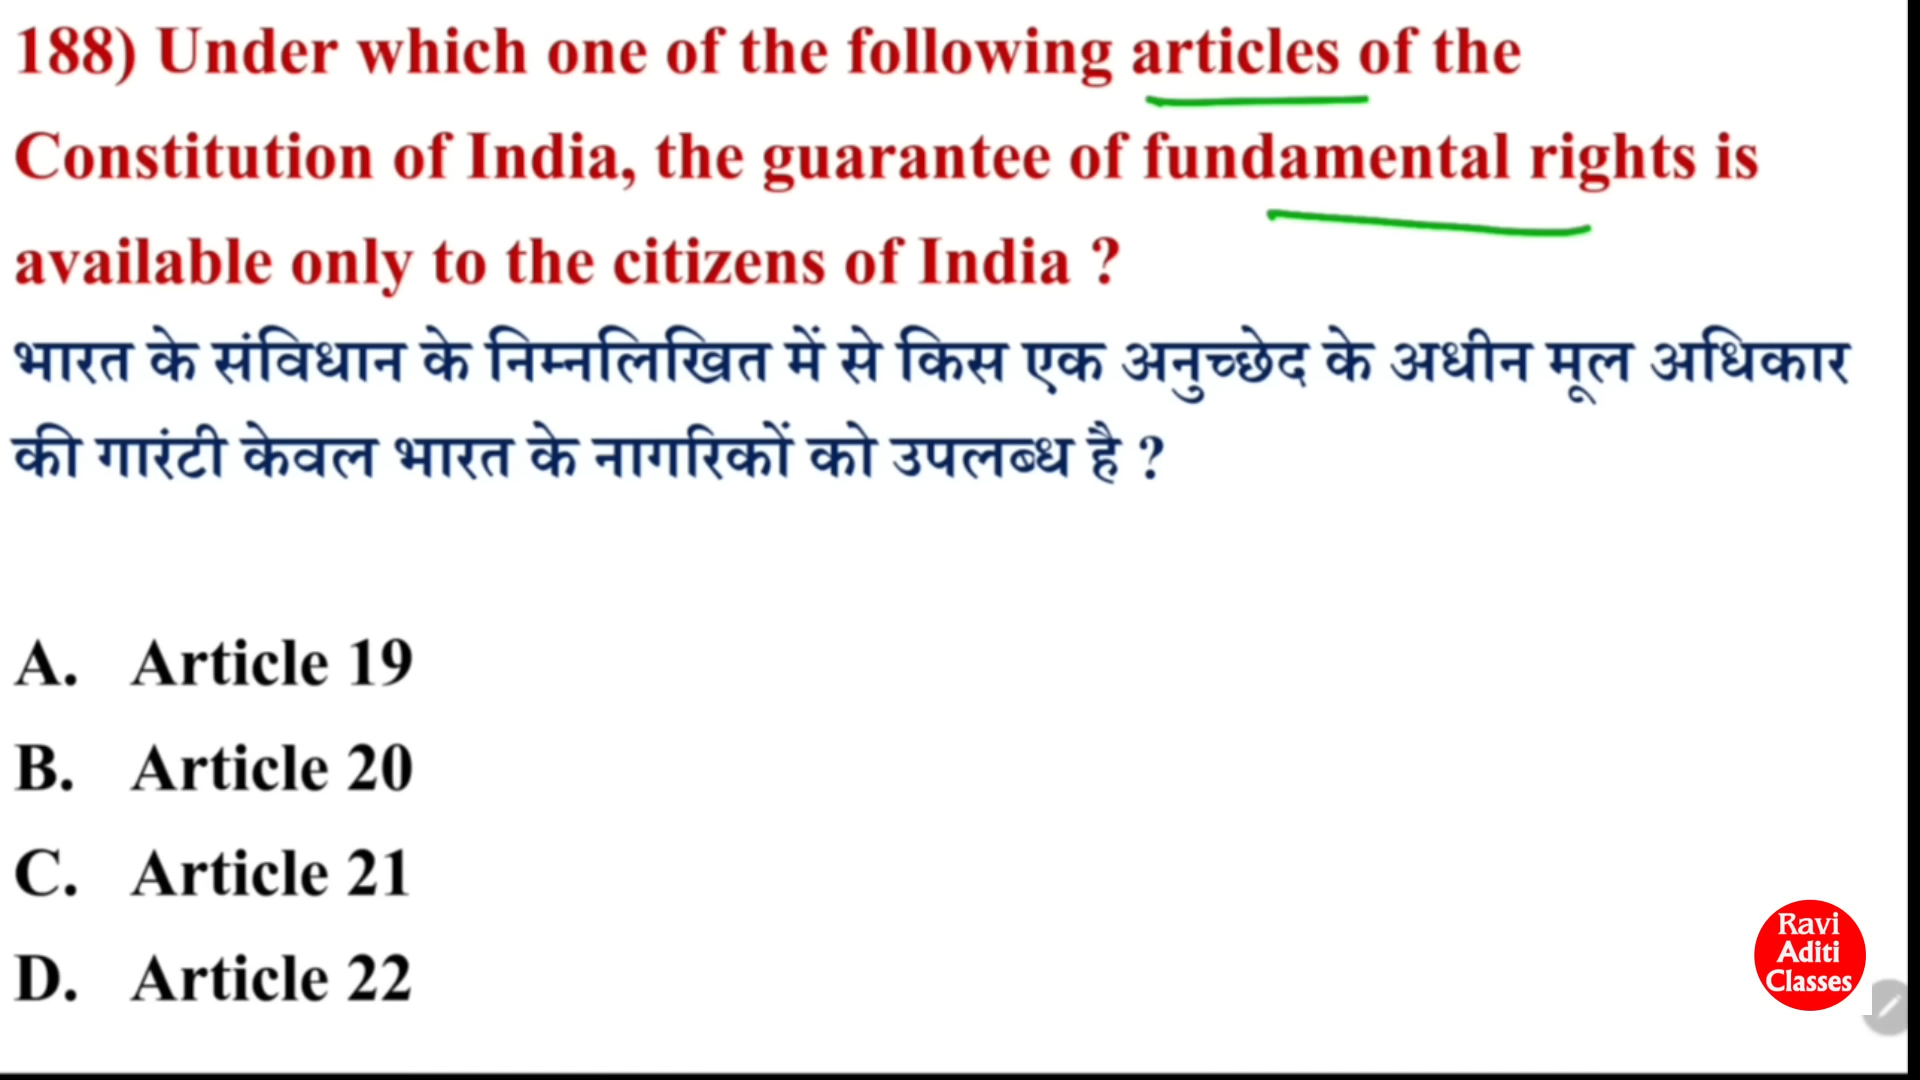 188) Under which one of the following articles of the
Constitution of India, the guarantee of fundamental rights is
available only to the citizens of India ?
भारत के संविधान के निम्नलिखित में से किस एक अनुच्छेद के अधीन मूल अधिकार
की गारंटी केवल भारत के नागरिकों को उपलब्ध है ?
A. Article 19
B. Article 20
C. Article 21
D. Article 22
Ravi
Aditi
Classes